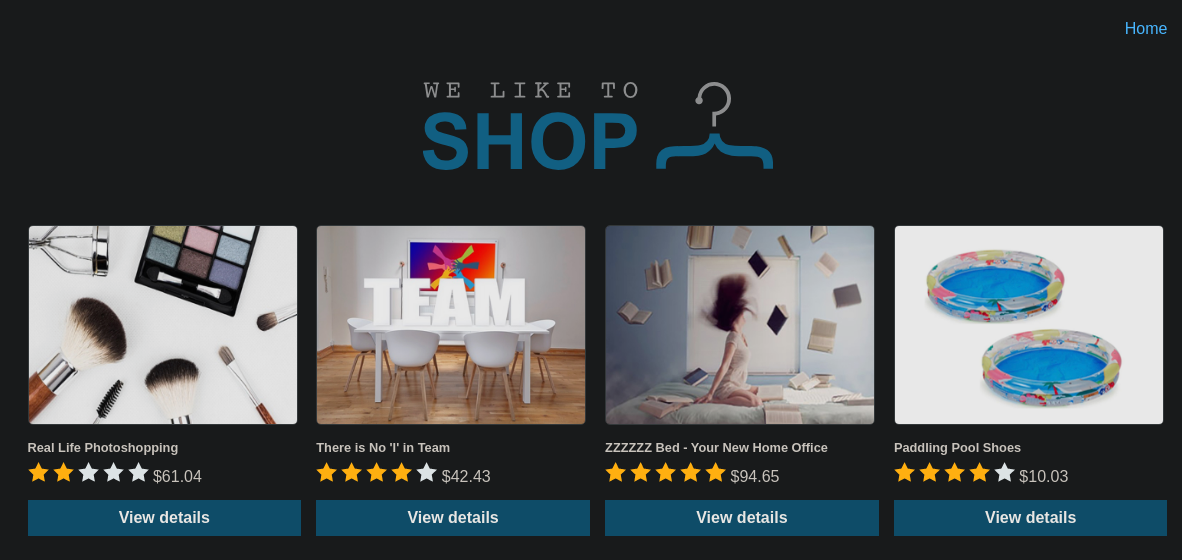 Home
WE LIKE TO
SHOP
TEAM
Real Life Photoshopping
$61.04
View details
There is No 'I' in Team
$42.43
View details
ZZZZZZ Bed - Your New Home Office
$94.65
View details
Paddling Pool Shoes
$10.03
View details